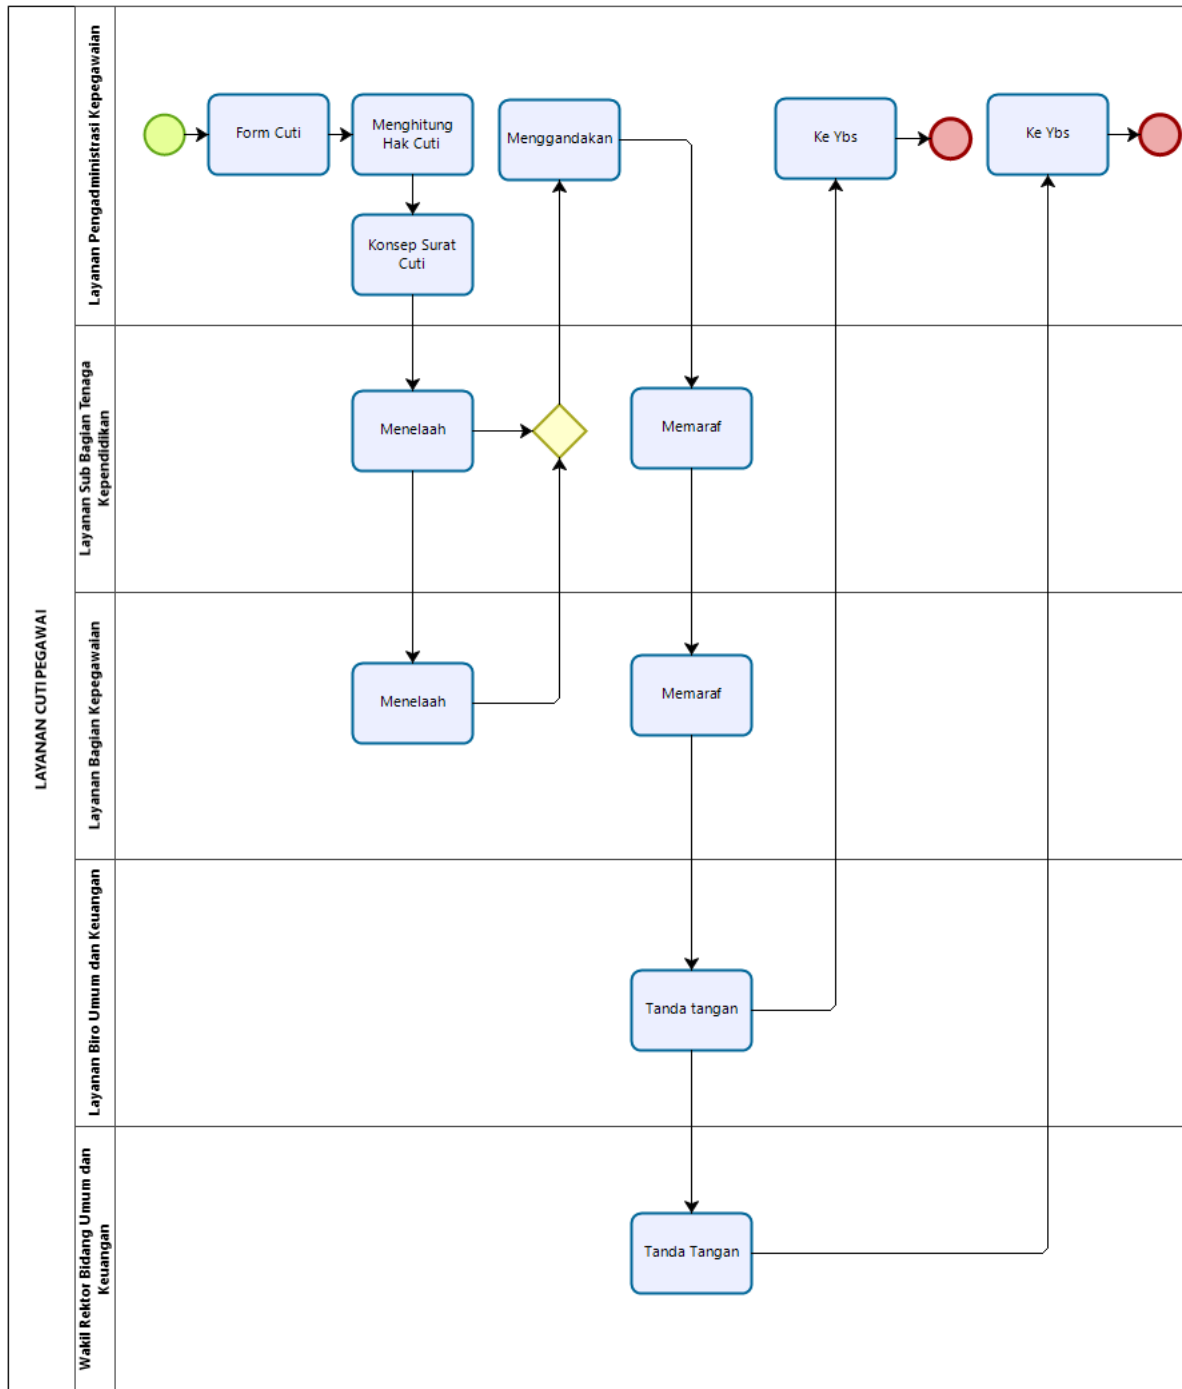 LAYANAN CUTI PEGAWAI
Layanan Pengadministrasi Kepegawaian
Form Cuti
Menghitung
Hak Cuti
Konsep Surat
Cuti
Menggandakan
Ke Ybs
Ke Ybs
Layanan Sub Bagian Tenaga
Kependidikan
Menelaah
Memaraf
Layanan Bagian Kepegawaian
Menelaah
Memaraf
Layanan Biro Umum dan Keuangan
Tanda tangan
Wakil Rektor Bidang Umum dan
Keuangan
Tanda Tangan